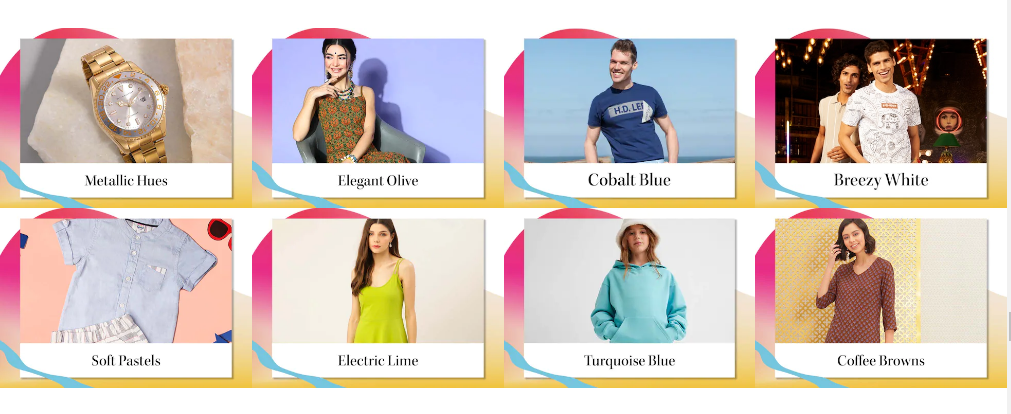 Metallic Hues
Elegant Olive
H.D. LEE
Cobalt Blue
Breezy White
Soft Pastels
Electric Lime
Turquoise Blue
Coffee Browns